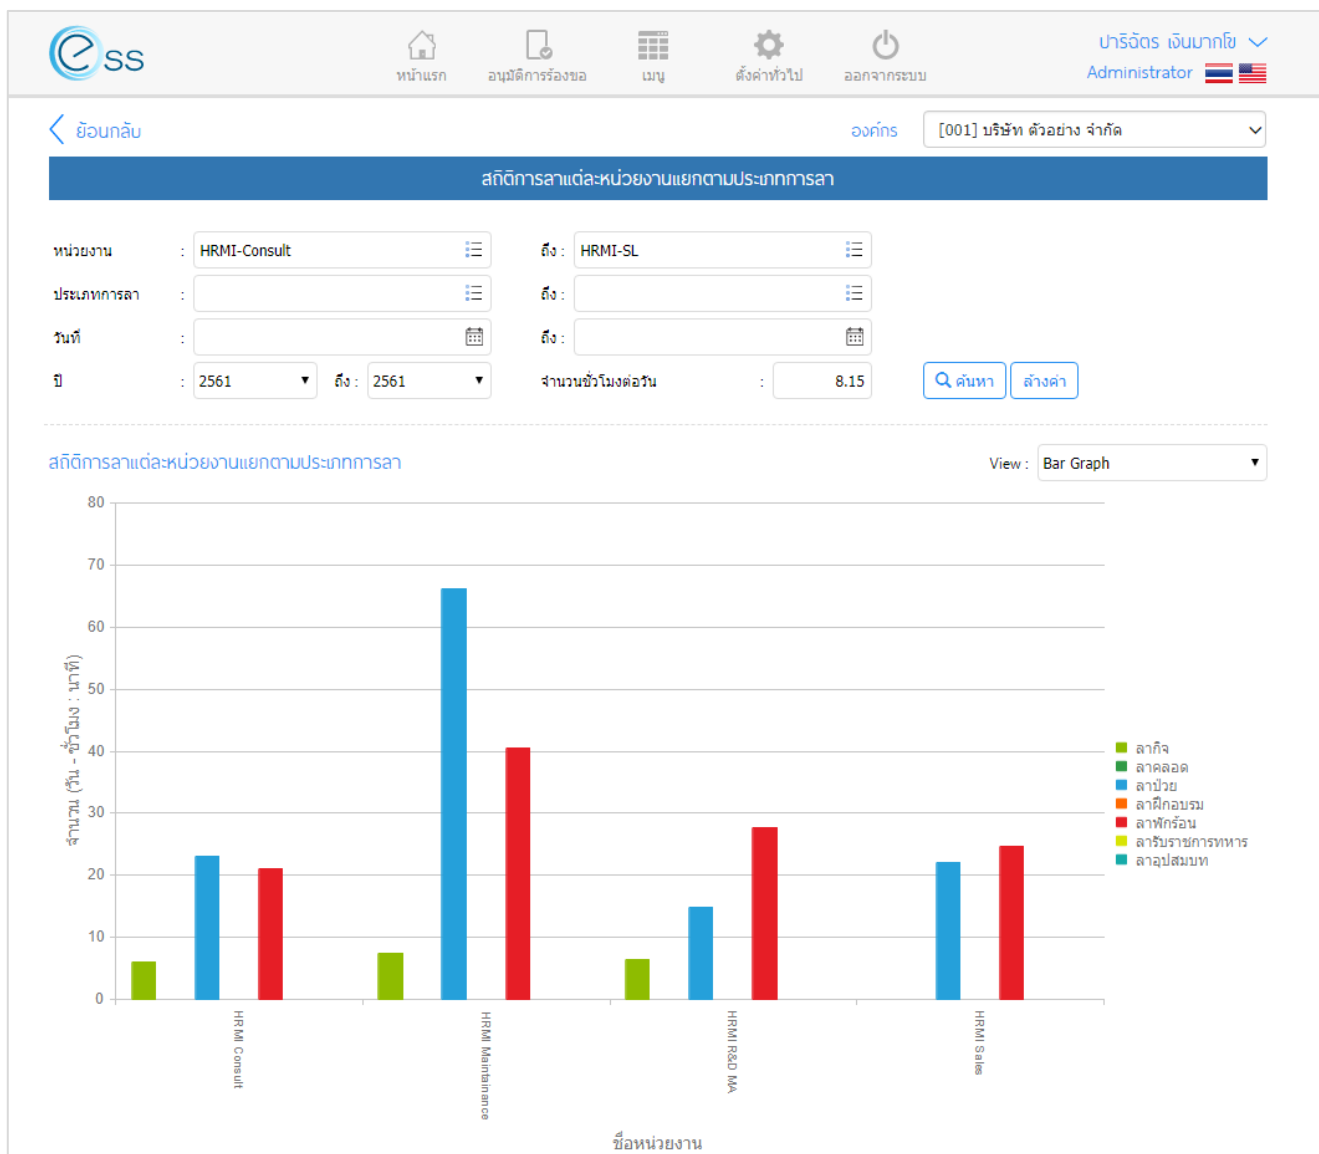 ess
หน้าแรก อนุมัติการร้องขอ เมนู ตั้งค่าทั่วไป ออกจากระบบ
ปาริฉัตร เงินมากโข
Administrator
ย้อนกลับ องค์กร [001] บริษัท ตัวอย่าง จำกัด
สถิติการลาแต่ละหน่วยงานแยกตามประเภทการลา
หน่วยงาน : HRMI-Consult ถึง : HRMI-SL
ประเภทการลา : ถึง :
วันที่ : ถึง :
ปี : 2561 ถึง : 2561 จำนวนชั่วโมงต่อวัน : 8.15 ค้นหา ล้างค่า
สถิติการลาแต่ละหน่วยงานแยกตามประเภทการลา View : Bar Graph
80
70
60
50
40
30
20
10
0
จำนวน (วัน - ชั่วโมง : นาที)
ลากิจ
ลาคลอด
ลาป่วย
ลาฝึกอบรม
ลาพักร้อน
ลารับราชการทหาร
ลาอุปสมบท
HRMI Consult
HRMI Maintainance
HRMI R&D MA
HRMI Sales
ชื่อหน่วยงาน